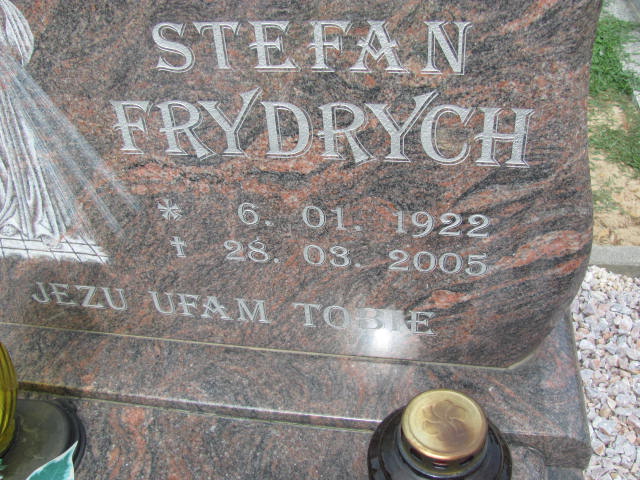 STEFAN
FRYDRYCH
* 6. 01. 1922
† 28. 03. 2005
JEZU UFAM TOBIE